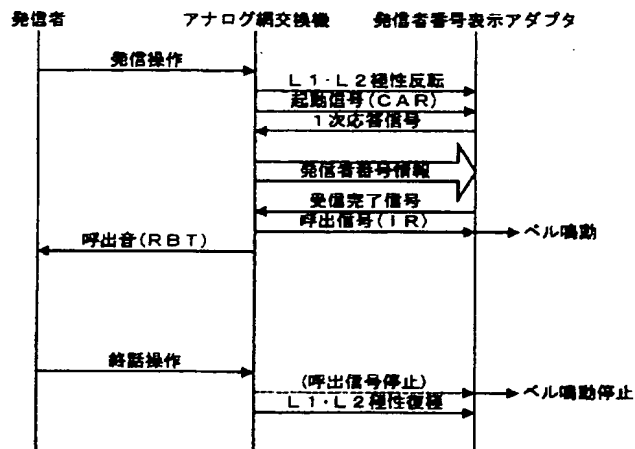 発信者
アナログ網交換機
発信者番号表示アダプタ
発信操作
L1・L2極性反転
起動信号(CAR)
1次応答信号
発信者番号情報
受信完了信号
呼出信号(IR)
ベル鳴動
呼出音(RBT)
終話操作
(呼出信号停止)
ベル鳴動停止
L1・L2極性復極